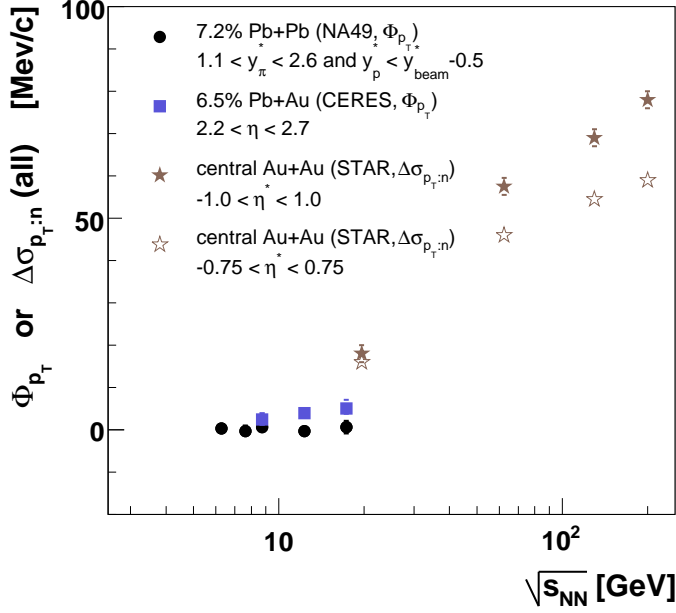 Φ_{p_T} or Δσ_{p_T:n} (all) [Mev/c]
100
50
0
7.2% Pb+Pb (NA49, Φ_{p_T})
1.1 < y*_π < 2.6 and y*_p < y*_beam-0.5
6.5% Pb+Au (CERES, Φ_{p_T})
2.2 < η < 2.7
central Au+Au (STAR, Δσ_{p_T:n})
-1.0 < η* < 1.0
central Au+Au (STAR, Δσ_{p_T:n})
-0.75 < η* < 0.75
10
10²
√s_NN [GeV]